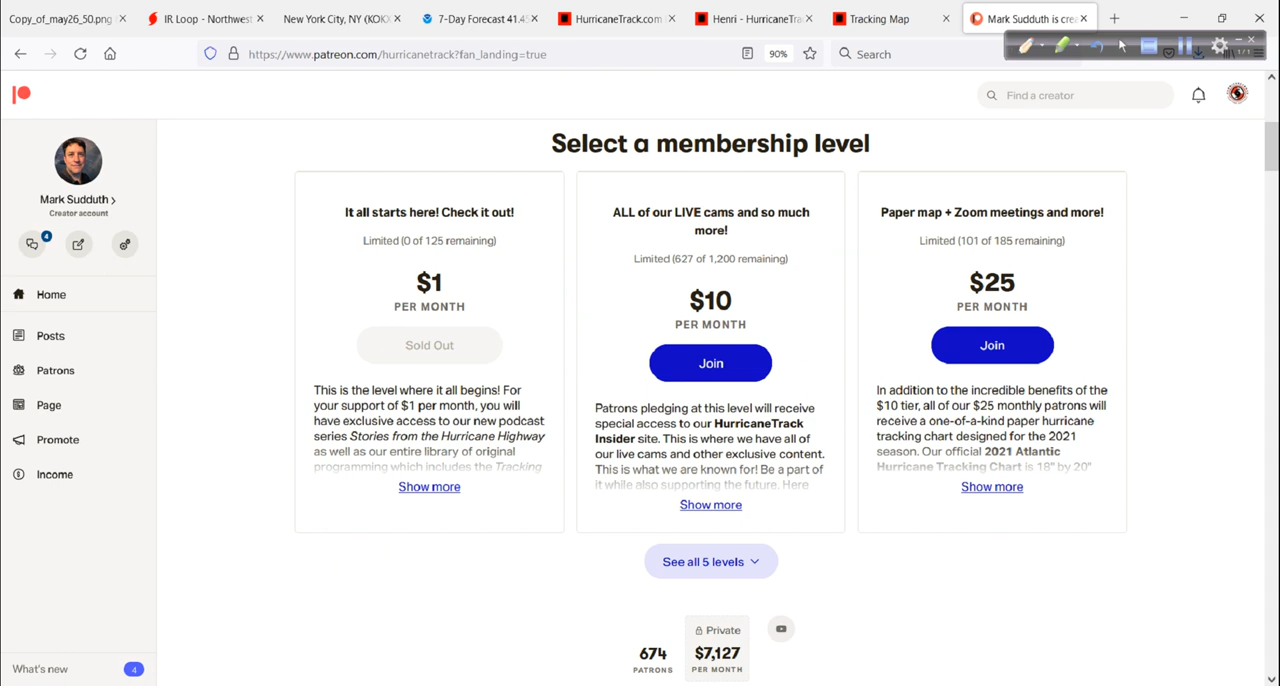 Copy_of_may26_50.png
IR Loop - Northwest
New York City, NY (KOKX
7-Day Forecast 41.45
HurricaneTrack.com
Henri - HurricaneTra
Tracking Map
Mark Sudduth is crea
https://www.patreon.com/hurricanetrack?fan_landing=true
90%
Search
1/1
Find a creator
Mark Sudduth
Creator account
4
Home
Posts
Patrons
Page
Promote
Income
What's new
4
Select a membership level
It all starts here! Check it out!
Limited (0 of 125 remaining)
$1
PER MONTH
Sold Out
This is the level where it all begins! For
your support of $1 per month, you will
have exclusive access to our new podcast
series Stories from the Hurricane Highway
as well as our entire library of original
programming which includes the Tracking
Show more
ALL of our LIVE cams and so much
more!
Limited (627 of 1,200 remaining)
$10
PER MONTH
Join
Patrons pledging at this level will receive
special access to our HurricaneTrack
Insider site. This is where we have all of
our live cams and other exclusive content.
This is what we are known for! Be a part of
it while also supporting the future. Here
Show more
Paper map + Zoom meetings and more!
Limited (101 of 185 remaining)
$25
PER MONTH
Join
In addition to the incredible benefits of the
$10 tier, all of our $25 monthly patrons will
receive a one-of-a-kind paper hurricane
tracking chart designed for the 2021
season. Our official 2021 Atlantic
Hurricane Tracking Chart is 18" by 20"
Show more
See all 5 levels
674
PATRONS
Private
$7,127
PER MONTH